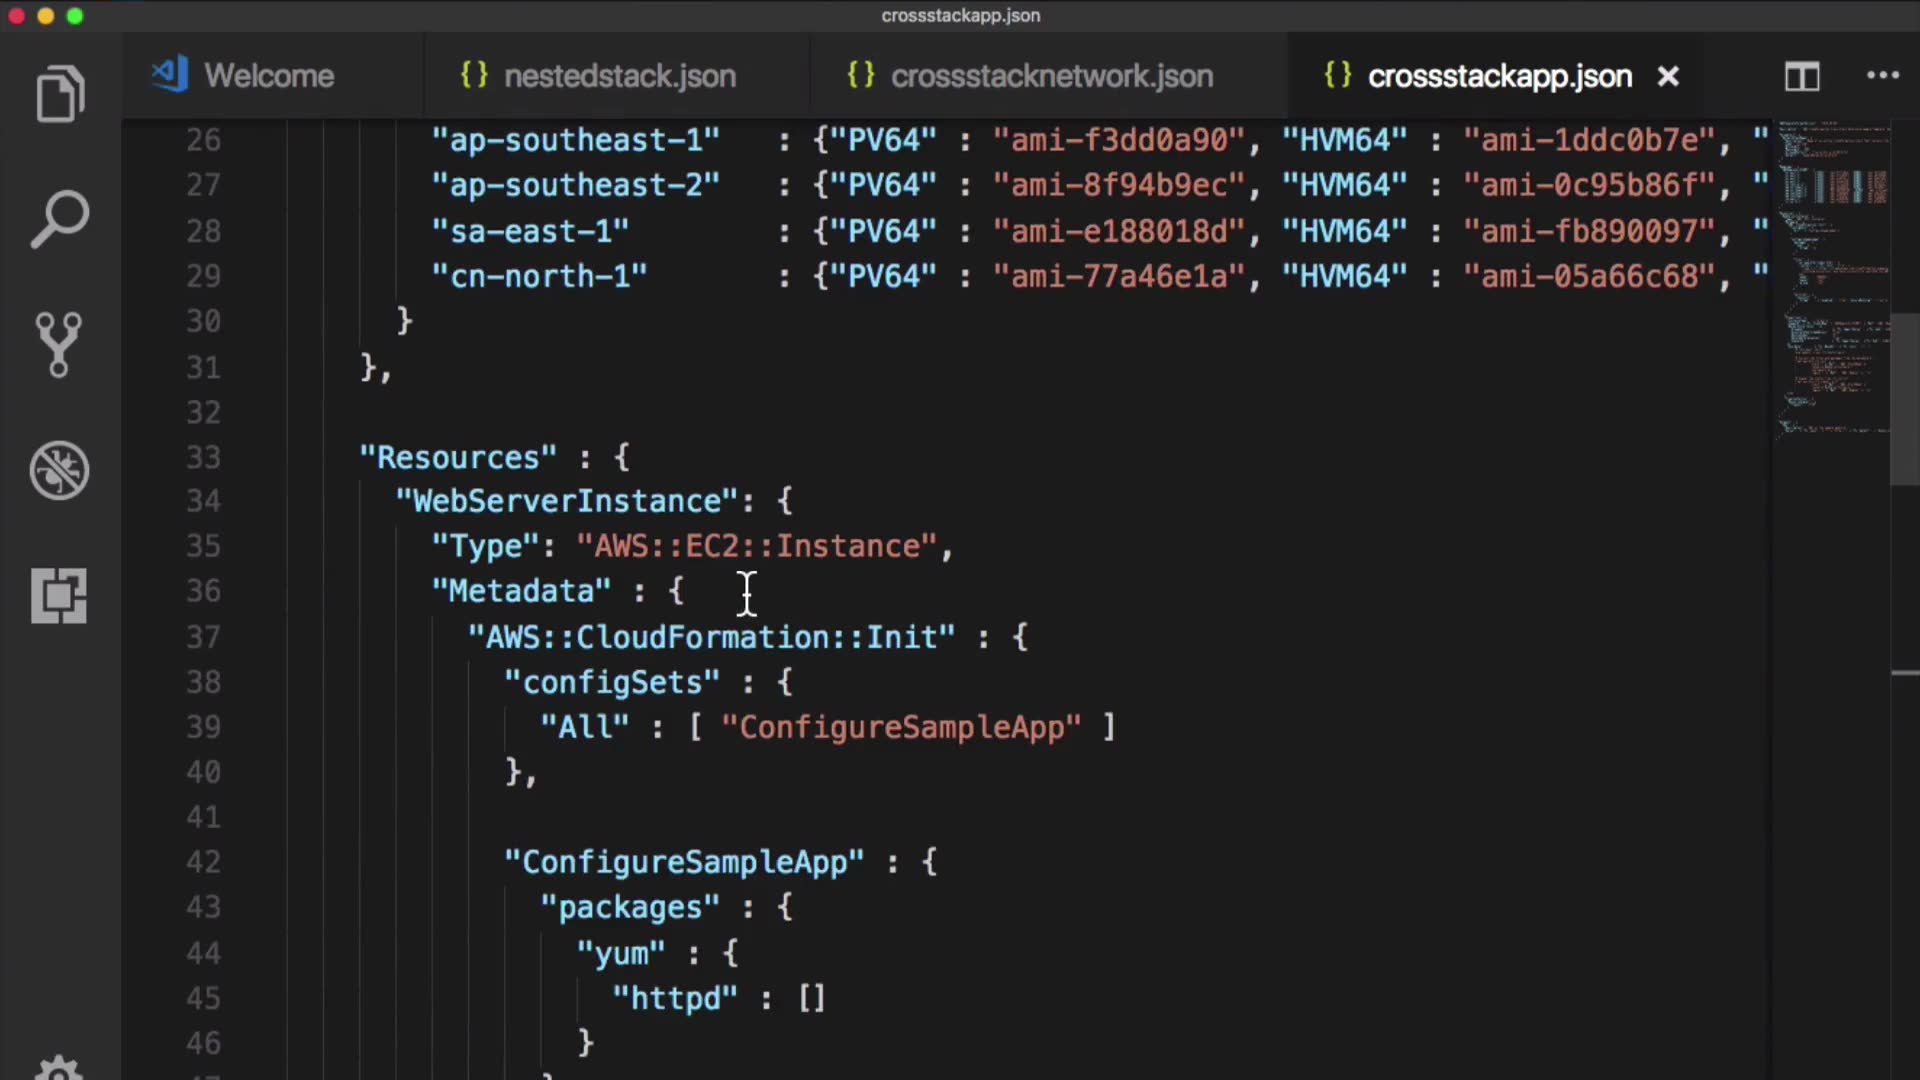 crossstackapp.json
Welcome
{} nestedstack.json
{} crossstacknetwork.json
{} crossstackapp.json ×
26 "ap-southeast-1" : {"PV64" : "ami-f3dd0a90", "HVM64" : "ami-1ddc0b7e", "
27 "ap-southeast-2" : {"PV64" : "ami-8f94b9ec", "HVM64" : "ami-0c95b86f", "
28 "sa-east-1" : {"PV64" : "ami-e188018d", "HVM64" : "ami-fb890097", "
29 "cn-north-1" : {"PV64" : "ami-77a46e1a", "HVM64" : "ami-05a66c68", "
30 }
31 },
32
33 "Resources" : {
34 "WebServerInstance": {
35 "Type": "AWS::EC2::Instance",
36 "Metadata" : {
37 "AWS::CloudFormation::Init" : {
38 "configSets" : {
39 "All" : [ "ConfigureSampleApp" ]
40 },
41
42 "ConfigureSampleApp" : {
43 "packages" : {
44 "yum" : {
45 "httpd" : []
46 }